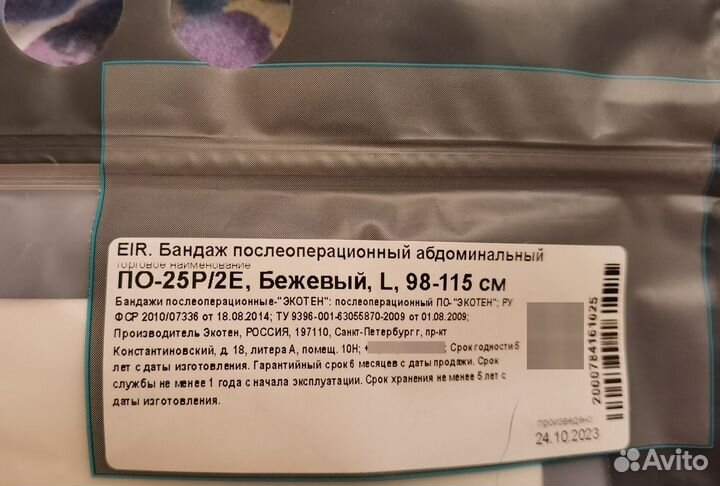 EIR. Бандаж послеоперационный абдоминальный
торговое наименование
ПО-25Р/2Е, Бежевый, L, 98-115 см
Бандажи послеоперационные-"ЭКОТЕН": послеоперационный ПО-"ЭКОТЕН"; РУ
ФСР 2010/07336 от 18.08.2014; ТУ 9396-001-63055870-2009 от 01.08.2009;
Производитель Экотен, РОССИЯ, 197110, Санкт-Петербург г, пр-кт
Константиновский, д. 18, литера А, помещ. 10Н; Срок годности 5
лет с даты изготовления. Гарантийный срок 6 месяцев с даты продажи. Срок
службы не менее 1 года с начала эксплуатации. Срок хранения не менее 5 лет с
даты изготовления.
произведено:
24.10.2023
2000784161025
Avito